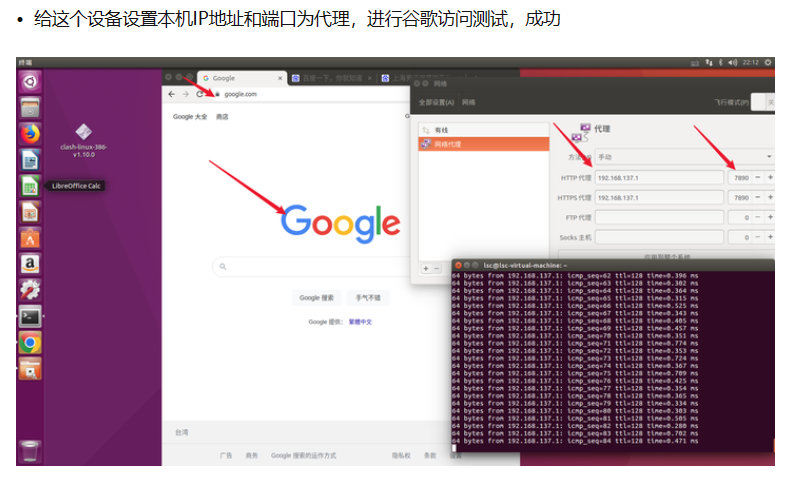 给这个设备设置本机IP地址和端口为代理，进行谷歌访问测试，成功
终端
22:12
Google
百度一下，你就知道
google.com
Google 大全 商店
clash-linux-386-
v1.10.0
LibreOffice Calc
Google
Google 搜索
手气不错
Google 提供： 繁體中文
台湾
广告
商务
Google 搜索的运作方式
隐私权
条款
设置
网络
全部设置(A)
网络
飞行模式(P)
关
有线
网络代理
代理
手动
HTTP 代理 192.168.137.1 7890 − +
HTTPS 代理 192.168.137.1 7890 − +
FTP 代理 0 − +
Socks 主机 0 − +
应用到整个系统
lsc@lsc-virtual-machine: ~
64 bytes from 192.168.137.1: icmp_seq=62 ttl=128 time=0.396 ms
64 bytes from 192.168.137.1: icmp_seq=63 ttl=128 time=0.302 ms
64 bytes from 192.168.137.1: icmp_seq=64 ttl=128 time=0.364 ms
64 bytes from 192.168.137.1: icmp_seq=65 ttl=128 time=0.315 ms
64 bytes from 192.168.137.1: icmp_seq=66 ttl=128 time=0.525 ms
64 bytes from 192.168.137.1: icmp_seq=67 ttl=128 time=0.343 ms
64 bytes from 192.168.137.1: icmp_seq=68 ttl=128 time=0.405 ms
64 bytes from 192.168.137.1: icmp_seq=69 ttl=128 time=0.457 ms
64 bytes from 192.168.137.1: icmp_seq=70 ttl=128 time=0.351 ms
64 bytes from 192.168.137.1: icmp_seq=71 ttl=128 time=0.774 ms
64 bytes from 192.168.137.1: icmp_seq=72 ttl=128 time=0.353 ms
64 bytes from 192.168.137.1: icmp_seq=73 ttl=128 time=0.724 ms
64 bytes from 192.168.137.1: icmp_seq=74 ttl=128 time=0.367 ms
64 bytes from 192.168.137.1: icmp_seq=75 ttl=128 time=0.709 ms
64 bytes from 192.168.137.1: icmp_seq=76 ttl=128 time=0.425 ms
64 bytes from 192.168.137.1: icmp_seq=77 ttl=128 time=0.354 ms
64 bytes from 192.168.137.1: icmp_seq=78 ttl=128 time=0.365 ms
64 bytes from 192.168.137.1: icmp_seq=79 ttl=128 time=0.334 ms
64 bytes from 192.168.137.1: icmp_seq=80 ttl=128 time=0.303 ms
64 bytes from 192.168.137.1: icmp_seq=81 ttl=128 time=0.505 ms
64 bytes from 192.168.137.1: icmp_seq=82 ttl=128 time=0.280 ms
64 bytes from 192.168.137.1: icmp_seq=83 ttl=128 time=0.702 ms
64 bytes from 192.168.137.1: icmp_seq=84 ttl=128 time=0.471 ms